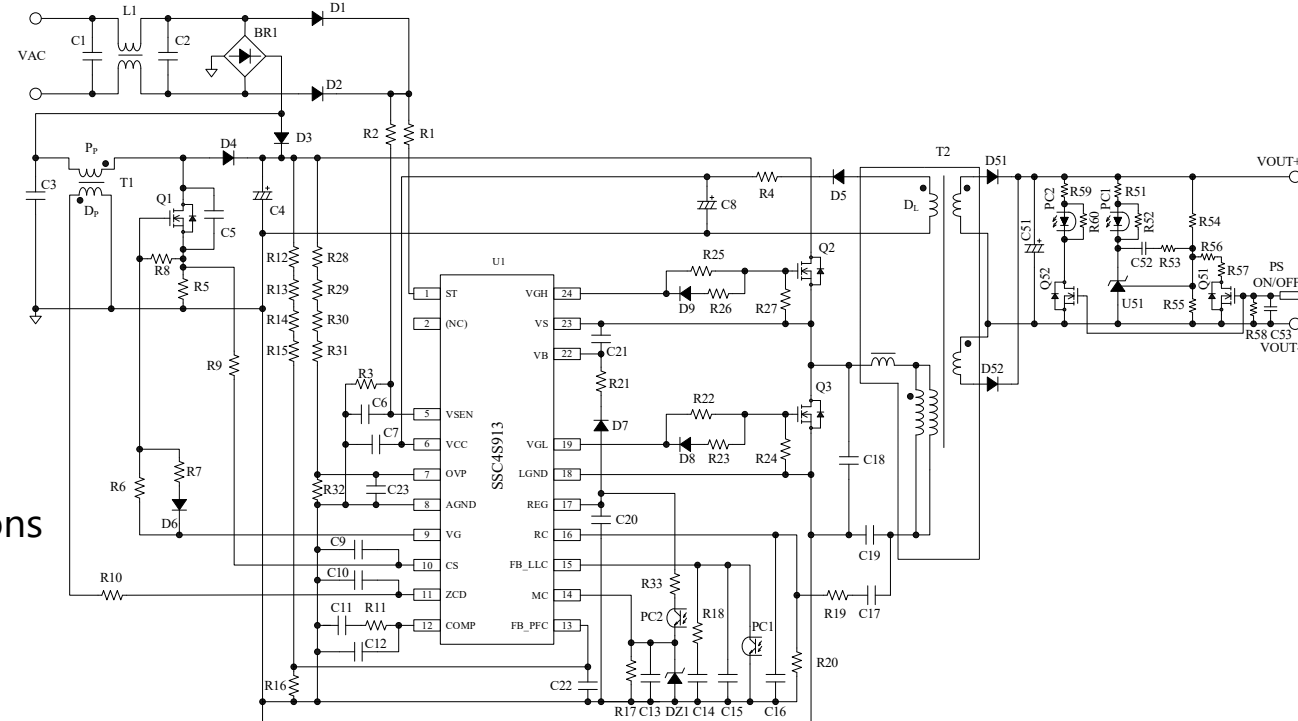 L1
D1
C1
C2
BR1
VAC
D2
R2
R1
D3
PP
D4
T1
C3
DP
Q1
C4
C5
R8
R5
R9
R12
R13
R14
R15
R28
R29
R30
R31
C8
R4
D5
T2
DL
D51
VOUT+
PC2
R59
R60
PC1
R51
R52
C51
R54
C52
R53
R56
R57
Q52
Q51
U51
R55
PS
ON/OFF
R58
C53
VOUT-
D52
U1
SSC4S913
1
ST
2
(NC)
5
VSEN
6
VCC
7
OVP
8
AGND
9
VG
10
CS
11
ZCD
12
COMP
VGH
24
VS
23
VB
22
VGL
19
LGND
18
REG
17
RC
16
FB_LLC
15
MC
14
FB_PFC
13
R25
D9
R26
R27
Q2
C21
R21
D7
R22
D8
R23
R24
Q3
C18
C19
C20
R3
C6
C7
R32
C23
R6
R7
D6
ons
C9
C10
R10
C11
R11
C12
R16
C22
R33
PC2
R18
PC1
R19
C17
R20
R17
C13
DZ1
C14
C15
C16